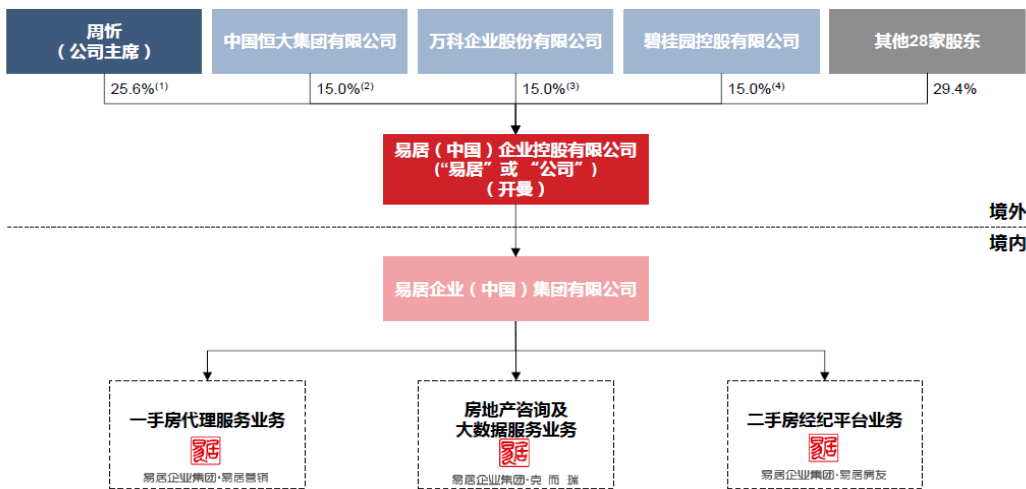 周忻
（公司主席）
中国恒大集团有限公司
万科企业股份有限公司
碧桂园控股有限公司
其他28家股东
25.6%(1)
15.0%(2)
15.0%(3)
15.0%(4)
29.4%
易居（中国）企业控股有限公司
(“易居”或 “公司”)
（开曼）
境外
境内
易居企业（中国）集团有限公司
一手房代理服务业务
易居
易居企业集团·易居营销
房地产咨询及
大数据服务业务
易居
易居企业集团·克而瑞
二手房经纪平台业务
易居
易居企业集团·易居房友